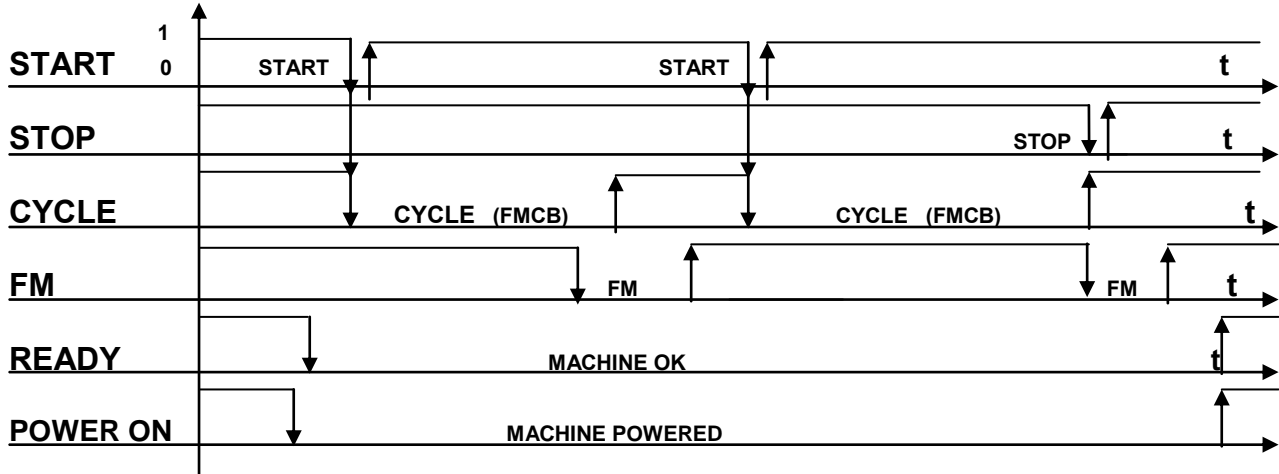 1
START 0 START START t
STOP STOP t
CYCLE CYCLE (FMCB) CYCLE (FMCB) t
FM FM FM t
READY MACHINE OK t
POWER ON MACHINE POWERED